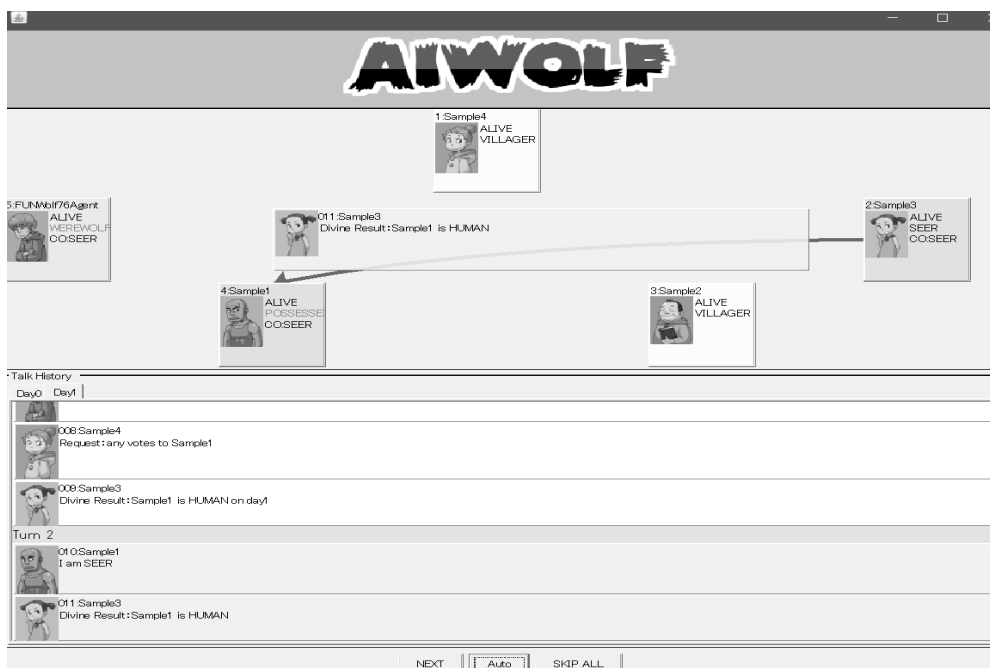 AIWOLF
1:Sample4
ALIVE
VILLAGER
5:FUNWolf76Agent
ALIVE
WEREWOLF
CO:SEER
011:Sample3
Divine Result:Sample1 is HUMAN
2:Sample3
ALIVE
SEER
CO:SEER
4:Sample1
ALIVE
POSSESSE
CO:SEER
3:Sample2
ALIVE
VILLAGER
Talk History
Day0 Day1
008:Sample4
Request:any votes to Sample1
009:Sample3
Divine Result:Sample1 is HUMAN on day1
Turn 2
010:Sample1
I am SEER
011:Sample3
Divine Result:Sample1 is HUMAN
NEXT Auto SKIP ALL